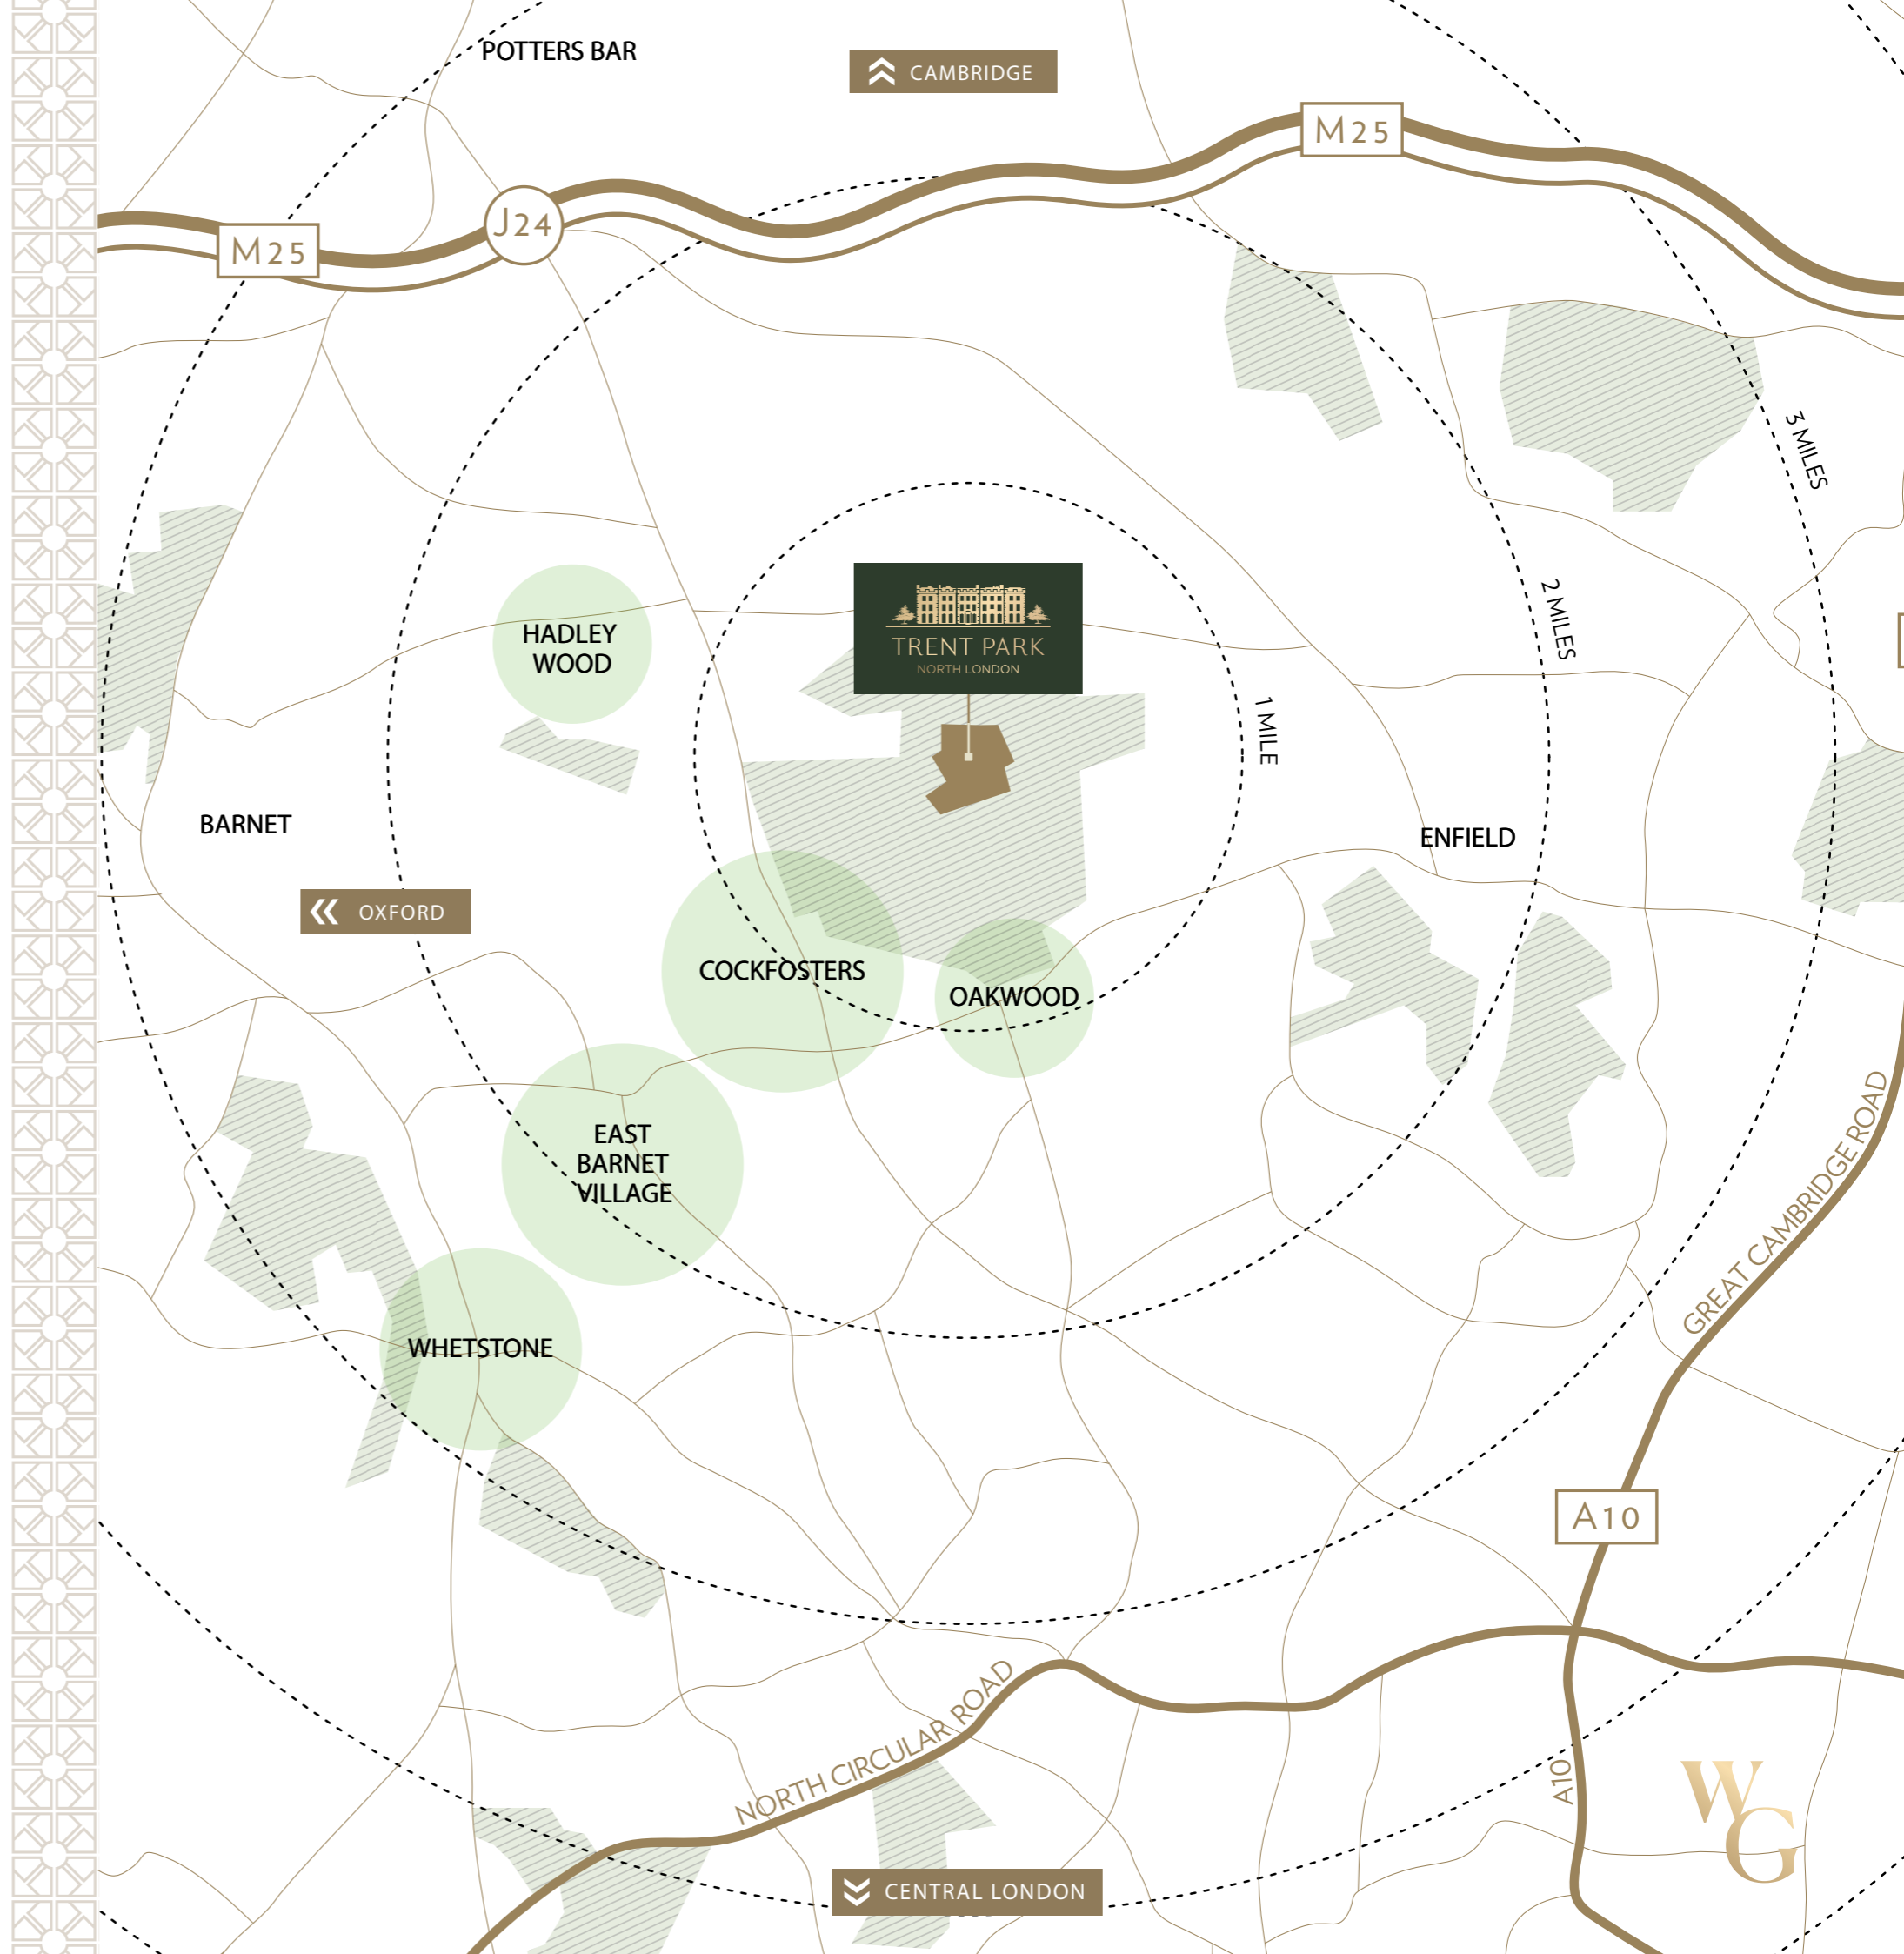 POTTERS BAR
CAMBRIDGE
M25
J24
M25
3 MILES
HADLEY
WOOD
TRENT PARK
NORTH LONDON
2 MILES
1 MILE
BARNET
ENFIELD
OXFORD
COCKFOSTERS
OAKWOOD
EAST
BARNET
VILLAGE
GREAT CAMBRIDGE ROAD
WHETSTONE
A10
NORTH CIRCULAR ROAD
A10
WG
CENTRAL LONDON